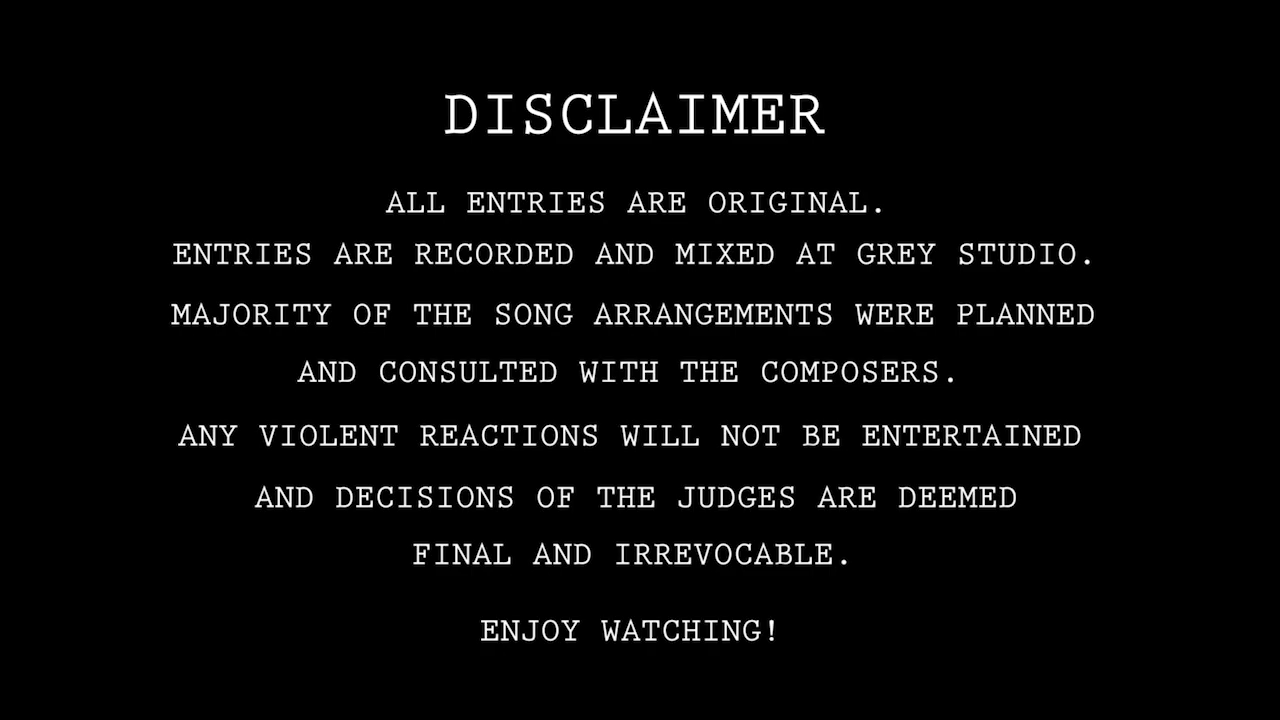 DISCLAIMER
ALL ENTRIES ARE ORIGINAL.
ENTRIES ARE RECORDED AND MIXED AT GREY STUDIO.
MAJORITY OF THE SONG ARRANGEMENTS WERE PLANNED
AND CONSULTED WITH THE COMPOSERS.
ANY VIOLENT REACTIONS WILL NOT BE ENTERTAINED
AND DECISIONS OF THE JUDGES ARE DEEMED
FINAL AND IRREVOCABLE.
ENJOY WATCHING!